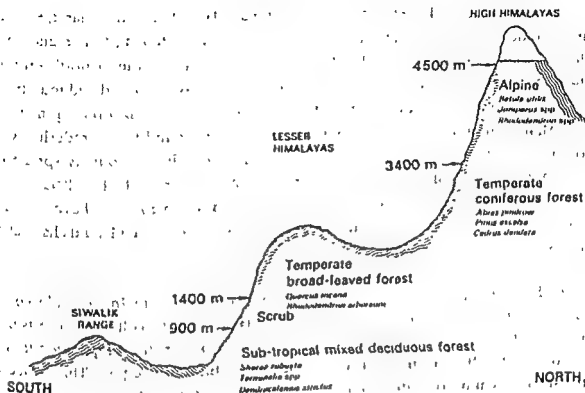 HIGH HIMALAYAS
4500 m
Alpine
Betula utilis
Juniperus spp
Rhododendron spp
LESSER
HIMALAYAS
3400 m
Temperate
coniferous forest
Abies pindrow
Pinus excelsa
Cedrus deodara
Temperate
broad-leaved forest
Quercus incana
Rhododendron arboreum
1400 m
Scrub
SIWALIK
RANGE
900 m
Sub-tropical mixed deciduous forest
Shorea robusta
Terminalia spp
Dendrocalamus strictus
SOUTH
NORTH